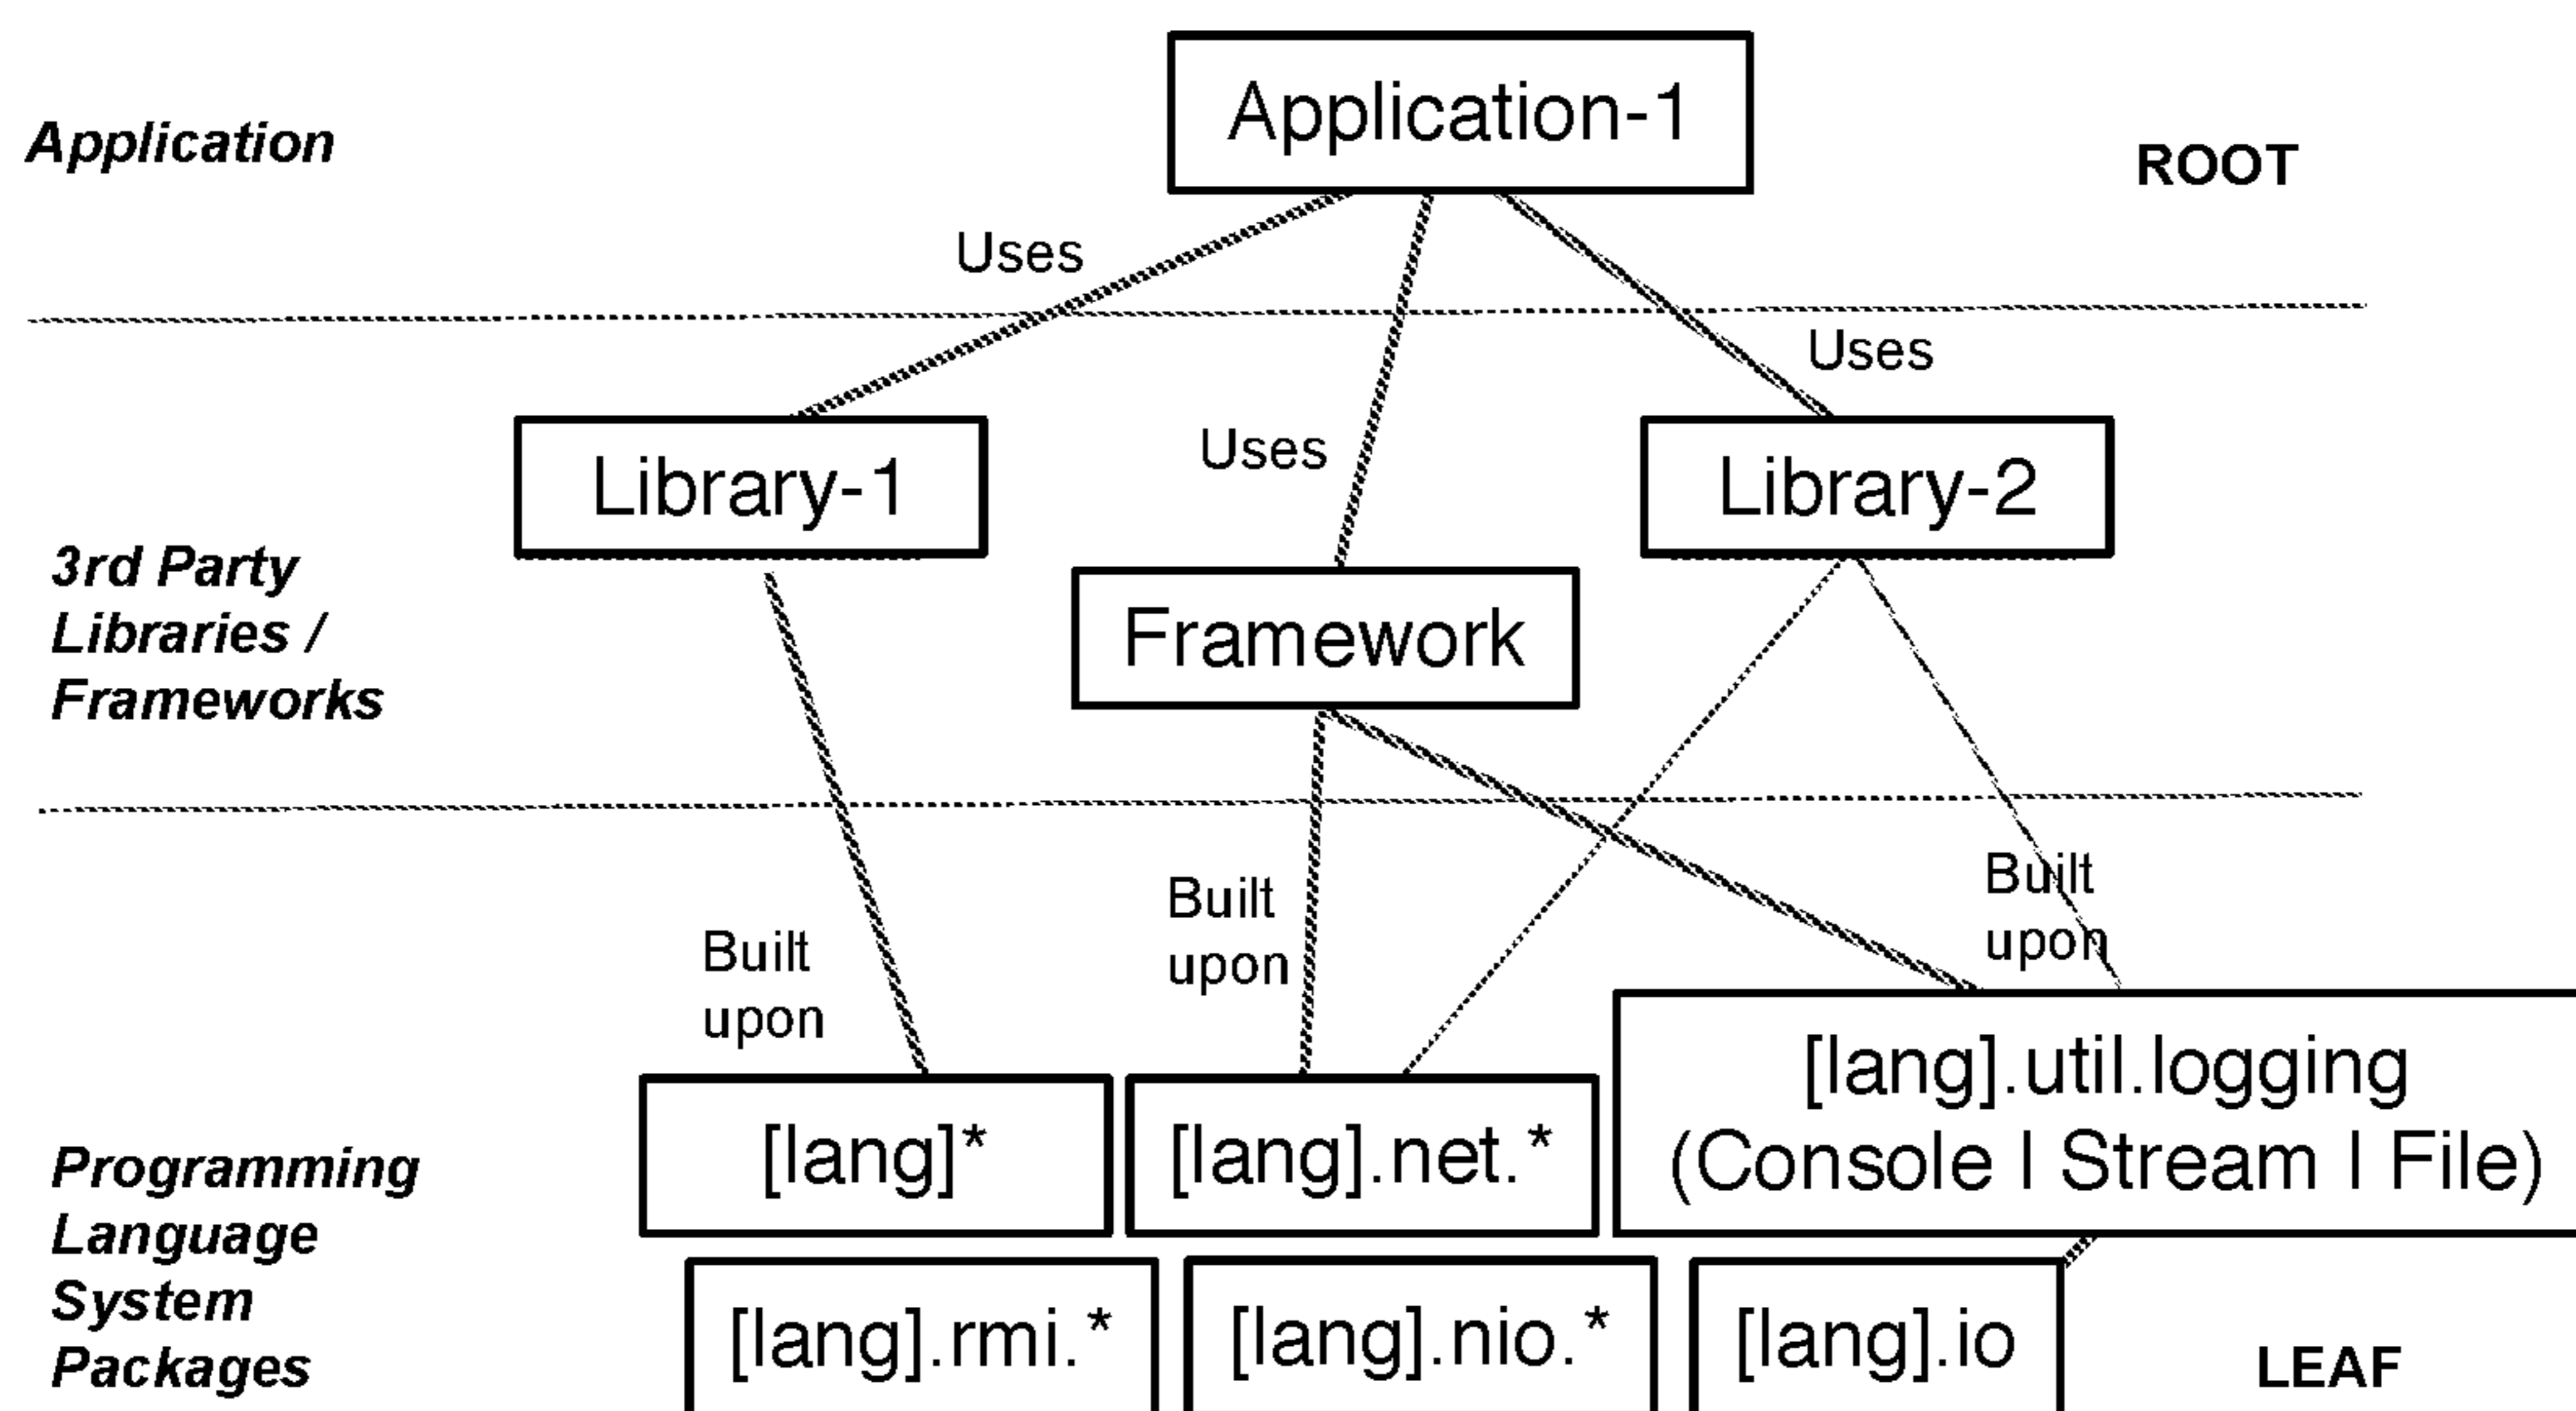 Application-1
Application
ROOT
Uses
Uses
Uses
Library-1
Library-2
3rd Party
Libraries /
Frameworks
Framework
Built
upon
Built
upon
Built
upon
[lang]*
[lang].net.*
[lang].util.logging
(Console | Stream | File)
Programming
Language
System
Packages
[lang].rmi.*
[lang].nio.*
[lang].io
LEAF